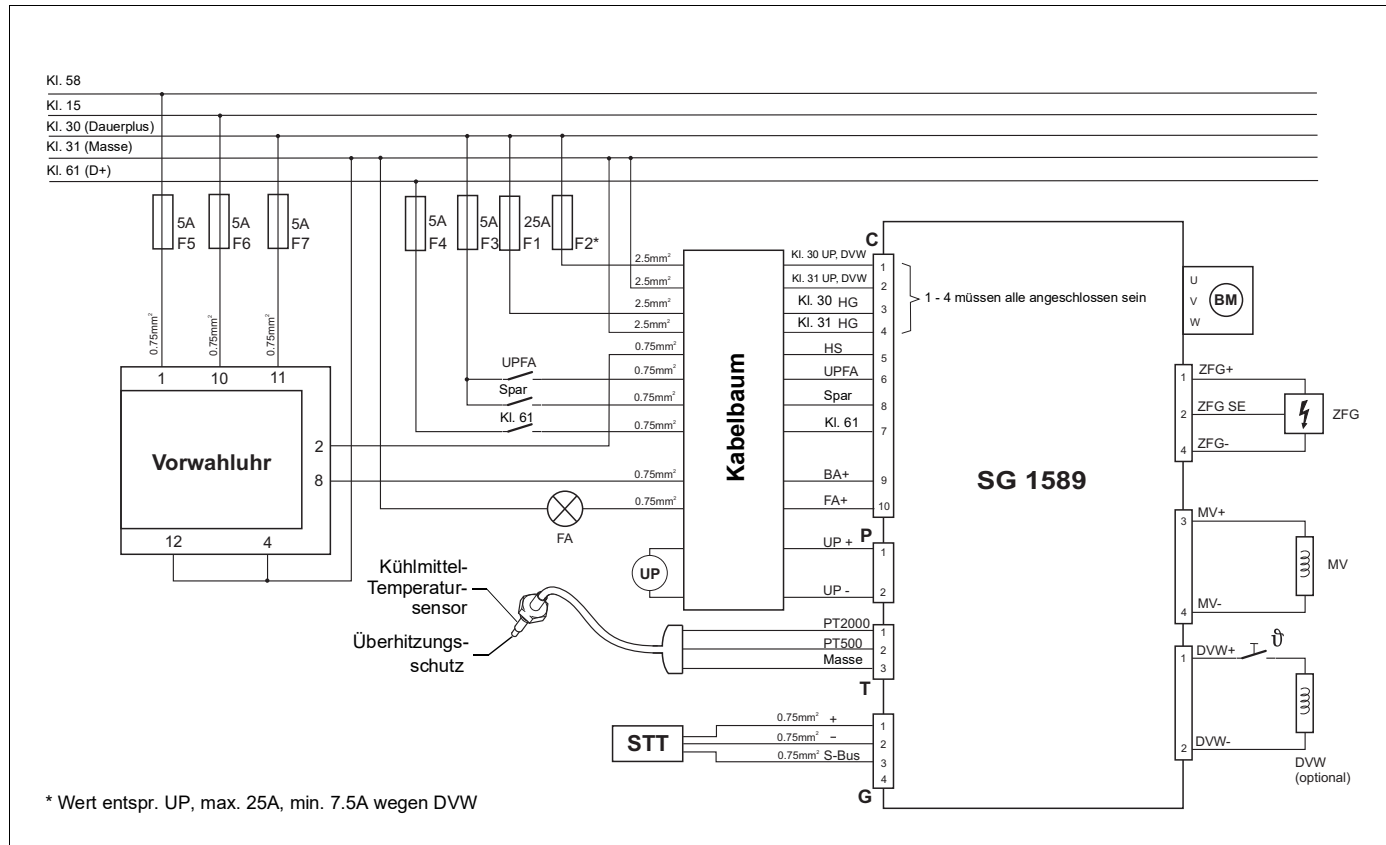 Kl. 58
Kl. 15
Kl. 30 (Dauerplus)
Kl. 31 (Masse)
Kl. 61 (D+)
5A
F5
5A
F6
5A
F7
5A
F4
5A
F3
25A
F1
F2*
0.75mm²
0.75mm²
0.75mm²
1
10
11
Vorwahluhr
2
8
12
4
2.5mm²
2.5mm²
2.5mm²
2.5mm²
0.75mm²
UPFA
0.75mm²
Spar
0.75mm²
Kl. 61
0.75mm²
0.75mm²
0.75mm²
FA
UP
Kabelbaum
Kl. 30 UP, DVW
Kl. 31 UP, DVW
Kl. 30 HG
Kl. 31 HG
HS
UPFA
Spar
Kl. 61
BA+
FA+
UP +
UP -
C
1
2
3
4
5
6
8
7
9
10
1 - 4 müssen alle angeschlossen sein
P
1
2
Kühlmittel-
Temperatur-
sensor
Überhitzungs-
schutz
PT2000
PT500
Masse
1
2
3
T
STT
0.75mm² +
0.75mm² −
0.75mm² S-Bus
1
2
3
4
G
SG 1589
U
V
W
BM
1
2
4
ZFG+
ZFG SE
ZFG-
ZFG
3
4
MV+
MV-
MV
1
2
DVW+
ϑ
DVW-
DVW
(optional)
* Wert entspr. UP, max. 25A, min. 7.5A wegen DVW